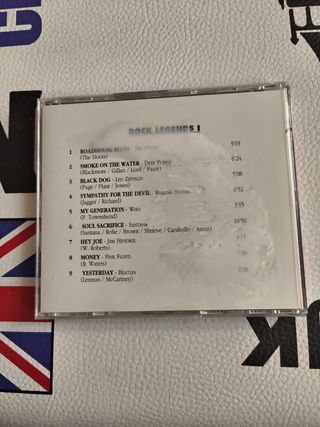 ROCK LEGENDS 1
1 ROADHOUSE BLUES - THE DOORS 5'03
(The Doors)
2 SMOKE ON THE WATER - DEEP PURPLE 6'24
(Blackmore / Gillan / Lord / Paice)
3 BLACK DOG - LED ZEPPELIN 5'08
(Page / Plant / Jones)
4 SYMPATHY FOR THE DEVIL - ROLLING STONES 6'52
(Jagger / Richard)
5 MY GENERATION - WHO
(P. Townshend)
6 SOUL SACRIFICE - SANTANA 10'50
(Santana / Rolie / Brown / Shrieve / Carabello / Areas)
7 HEY JOE - JIMI HENDRIX
(W. Roberts)
8 MONEY - PINK FLOYD
(R. Waters)
9 YESTERDAY - BEATLES
(Lennon / McCartney)
UK